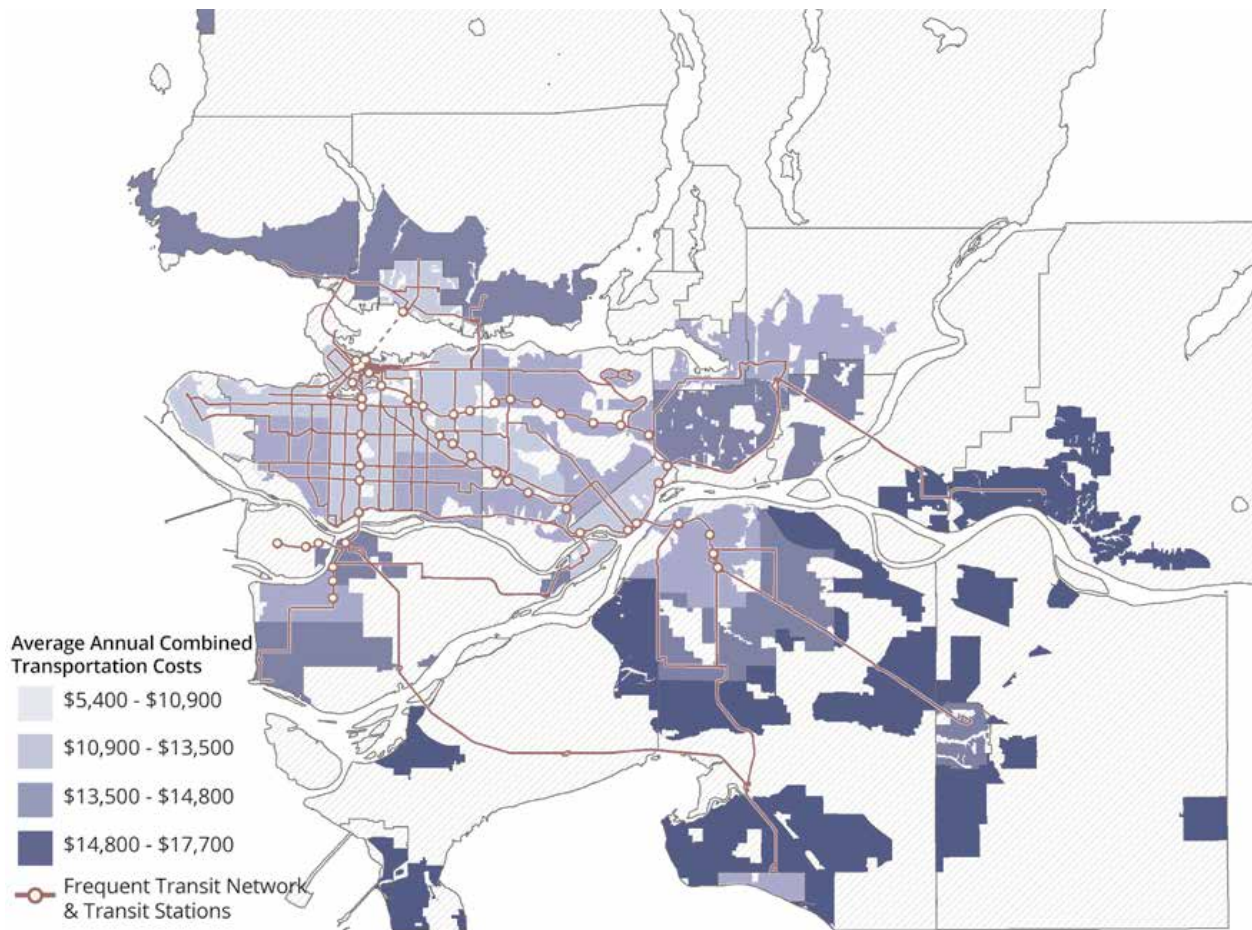 Average Annual Combined
Transportation Costs
$5,400 - $10,900
$10,900 - $13,500
$13,500 - $14,800
$14,800 - $17,700
Frequent Transit Network
& Transit Stations